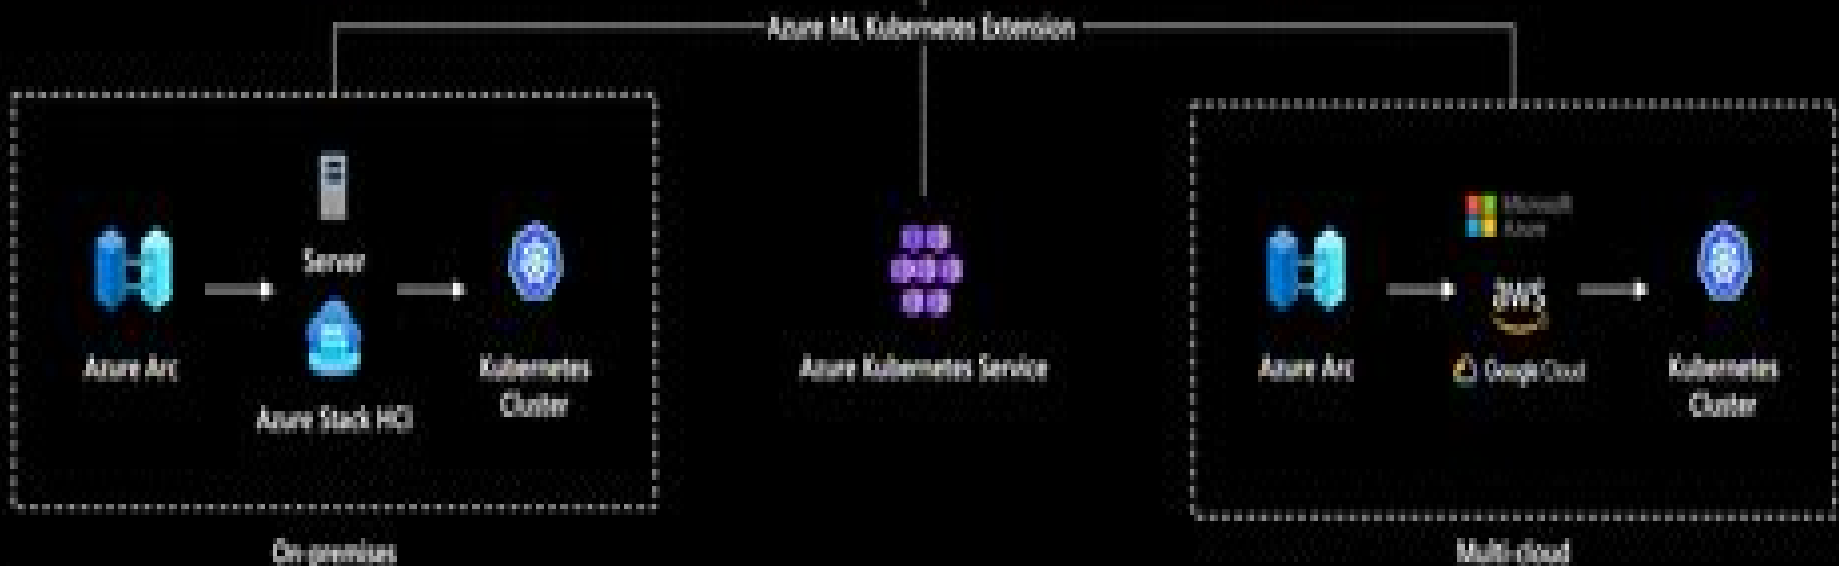 Azure ML Kubernetes Extension
Server
Azure Arc
Azure Stack HCI
Kubernetes
Cluster
On-premises
Azure Kubernetes Service
Microsoft
Azure
aws
Google Cloud
Azure Arc
Kubernetes
Cluster
Multi-cloud